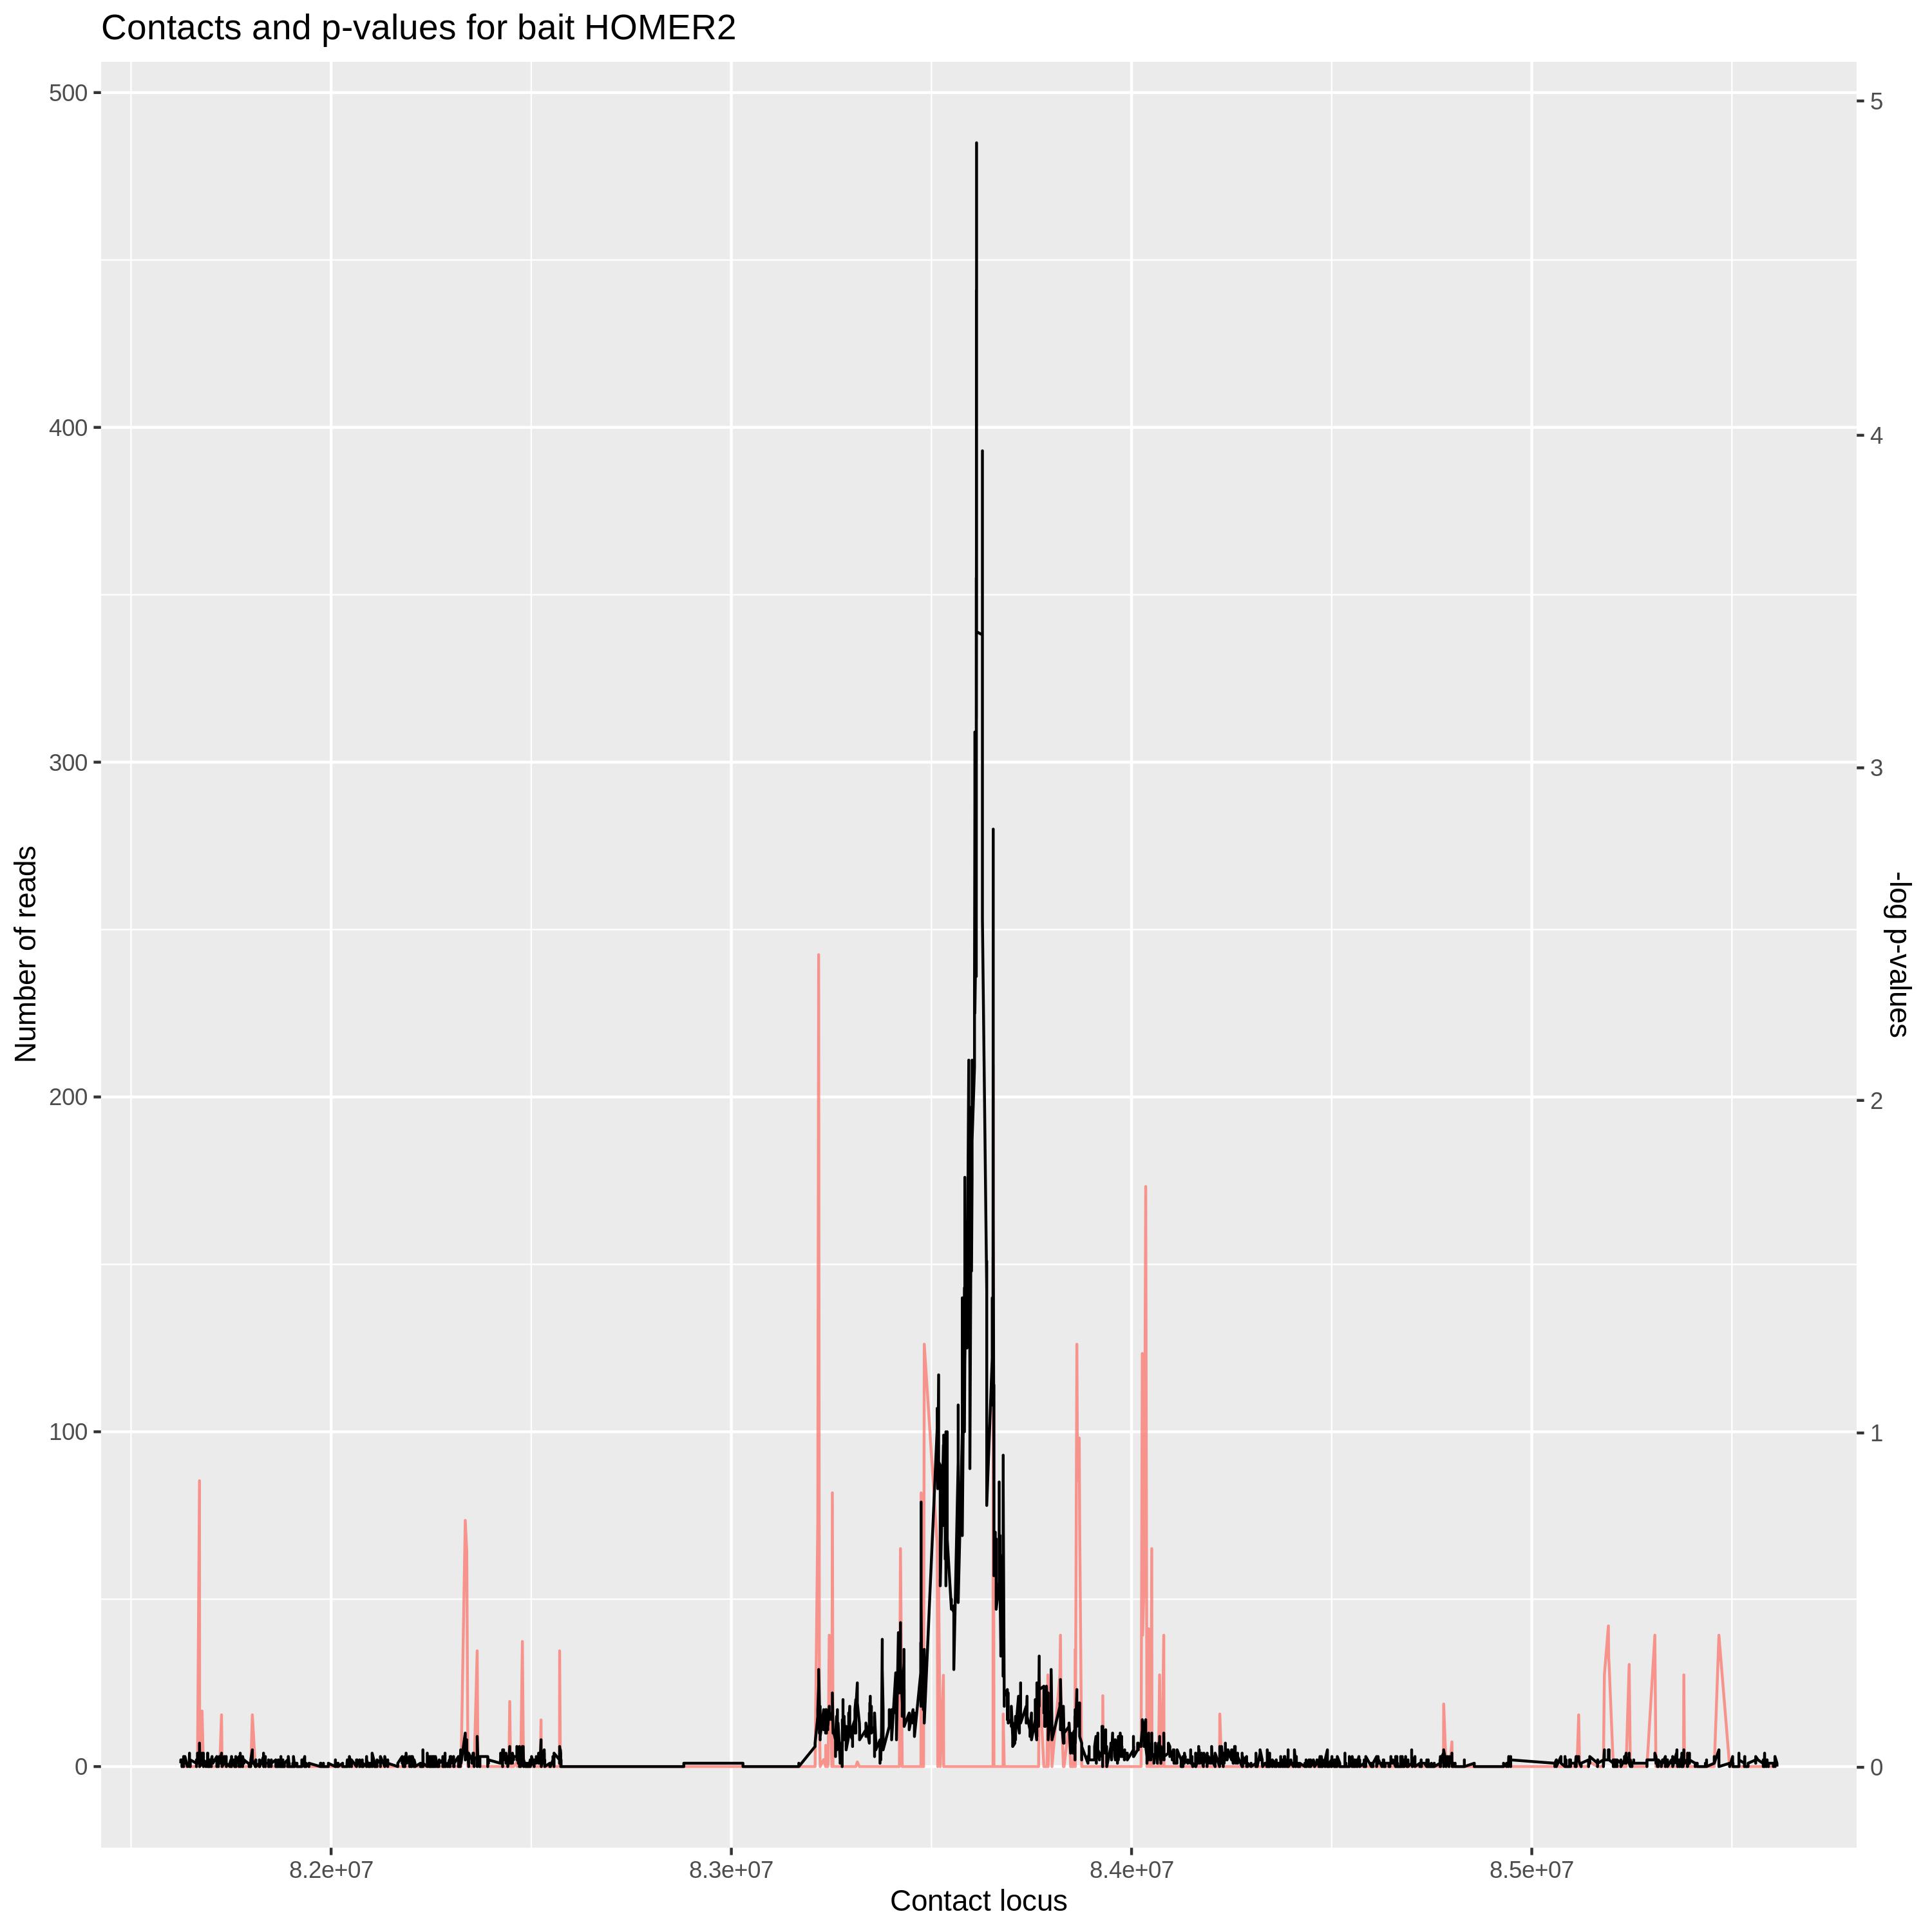 Contacts and p-values for bait HOMER2
500
400
300
200
100
0
Number of reads
5
4
3
2
1
0
-log p-values
8.2e+07 8.3e+07 8.4e+07 8.5e+07
Contact locus